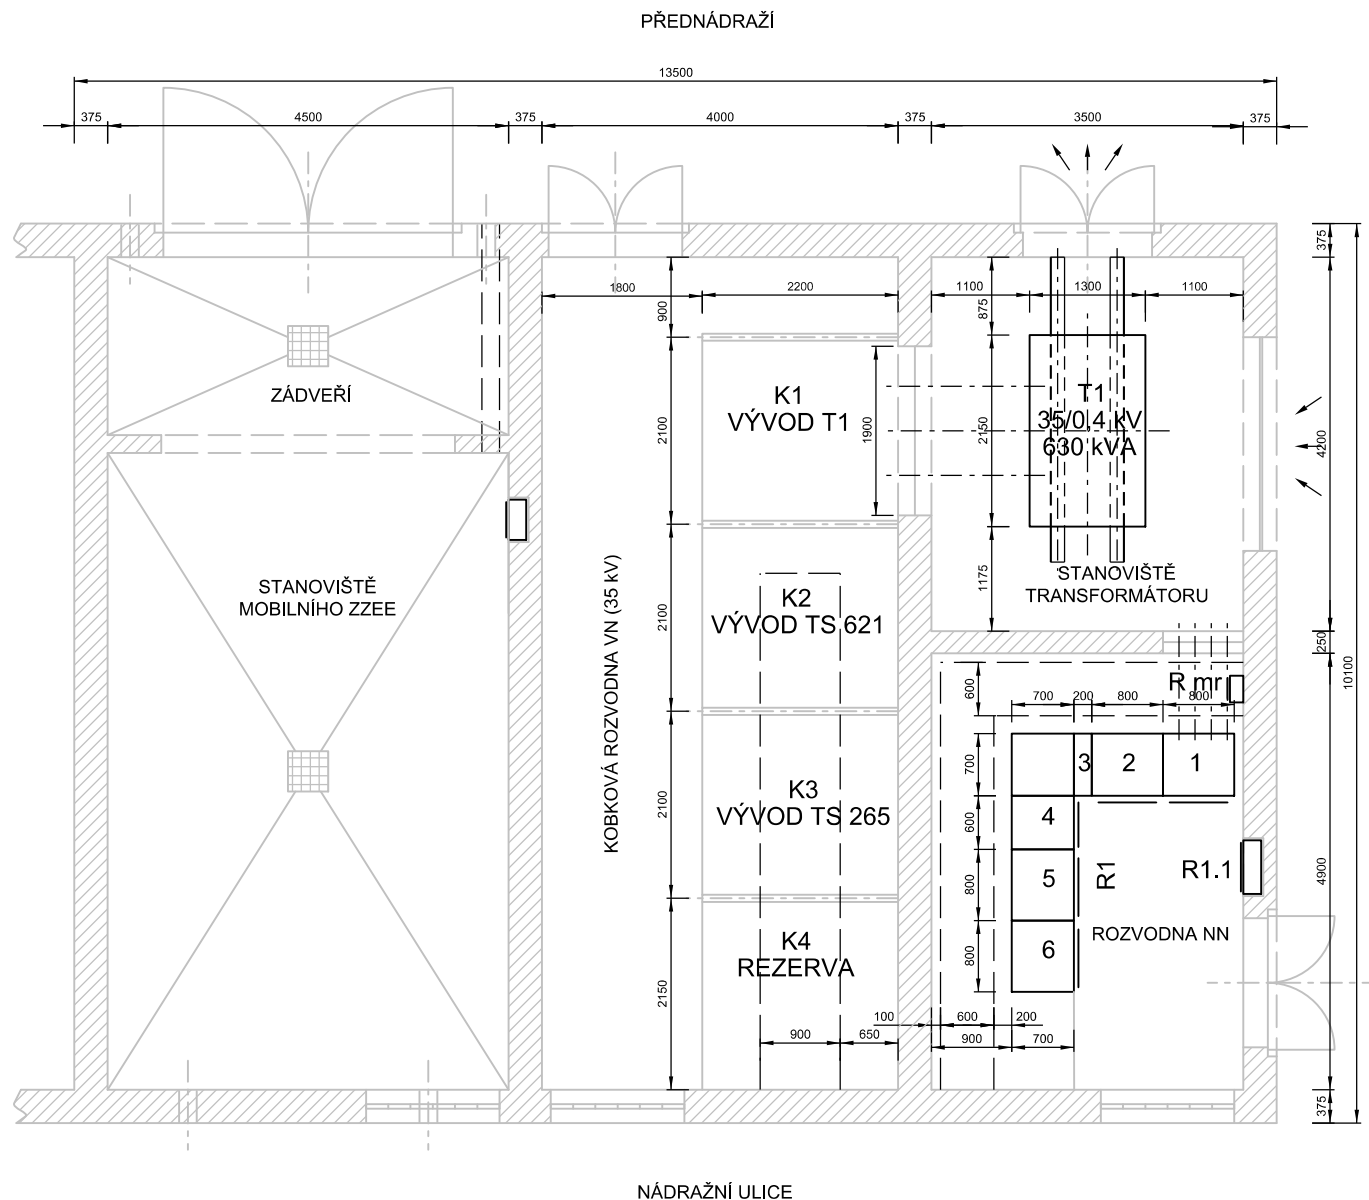 PŘEDNÁDRAŽÍ
13500
375
4500
375
4000
375
3500
375
375
1800
2200
1100
1300
1100
900
875
ZÁDVEŘÍ
K1
VÝVOD T1
2100
1900
2150
T1
35/0,4 kV
630 kVA
4200
STANOVIŠTĚ
MOBILNÍHO ZZEE
KOBKOVÁ ROZVODNA VN (35 kV)
2100
K2
VÝVOD TS 621
1175
STANOVIŠTĚ
TRANSFORMÁTORU
250
10100
600
R mr
700
200
800
800
2100
K3
VÝVOD TS 265
700
3
2
1
600
4
800
5
R1
R1.1
4900
800
6
ROZVODNA NN
2150
K4
REZERVA
100
600
200
900
650
900
700
375
NÁDRAŽNÍ ULICE